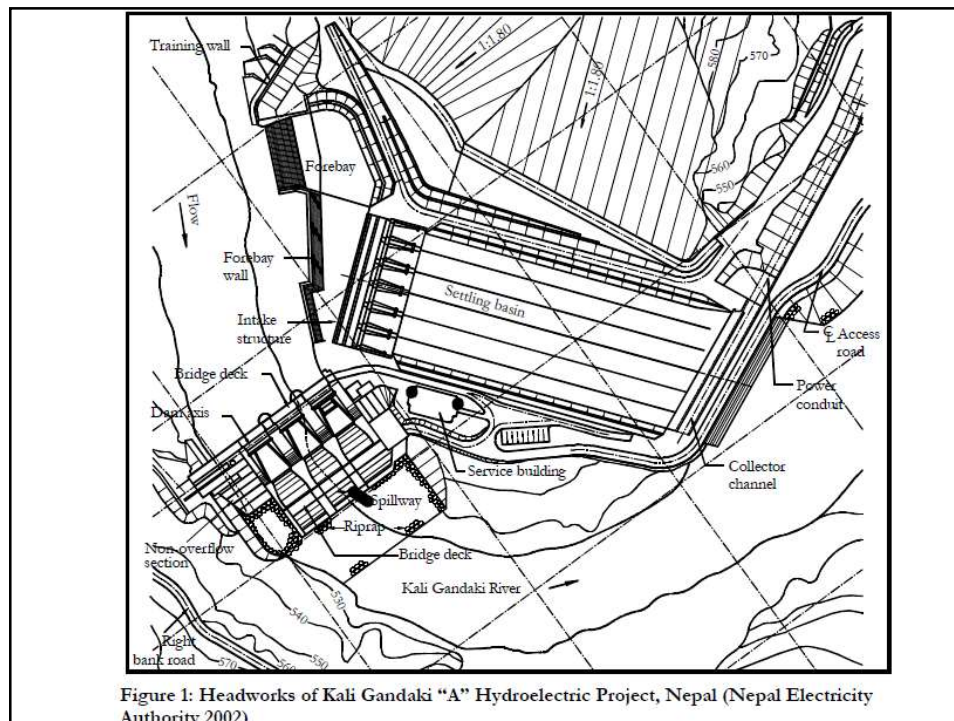 Training wall
1:1.80
1:1.80
580
570
560
550
Forebay
Flow
Forebay
wall
Settling basin
Intake
structure
℄ Access
road
Bridge deck
Power
conduit
Dam axis
Service building
Collector
channel
Spillway
Riprap
Non-overflow
section
Bridge deck
Kali Gandaki River
530
540
550
560
570
Right
bank road
Figure 1: Headworks of Kali Gandaki “A” Hydroelectric Project, Nepal (Nepal Electricity
Authority 2002)